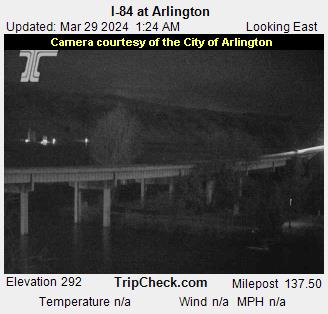 I-84 at Arlington
Updated: Mar 29 2024 1:24 AM Looking East
Camera courtesy of the City of Arlington
Elevation 292 TripCheck.com Milepost 137.50
Temperature n/a Wind n/a MPH n/a